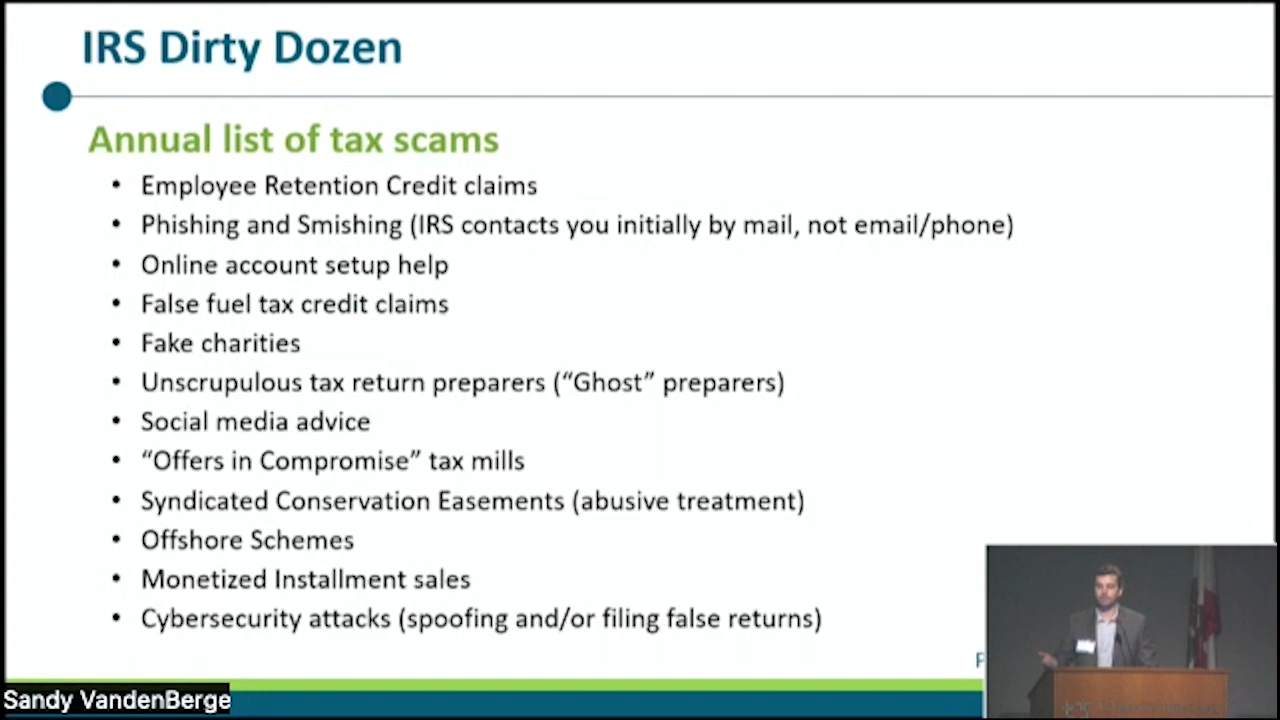 IRS Dirty Dozen
Annual list of tax scams
• Employee Retention Credit claims
• Phishing and Smishing (IRS contacts you initially by mail, not email/phone)
• Online account setup help
• False fuel tax credit claims
• Fake charities
• Unscrupulous tax return preparers (“Ghost” preparers)
• Social media advice
• “Offers in Compromise” tax mills
• Syndicated Conservation Easements (abusive treatment)
• Offshore Schemes
• Monetized Installment sales
• Cybersecurity attacks (spoofing and/or filing false returns)
Sandy VandenBerge